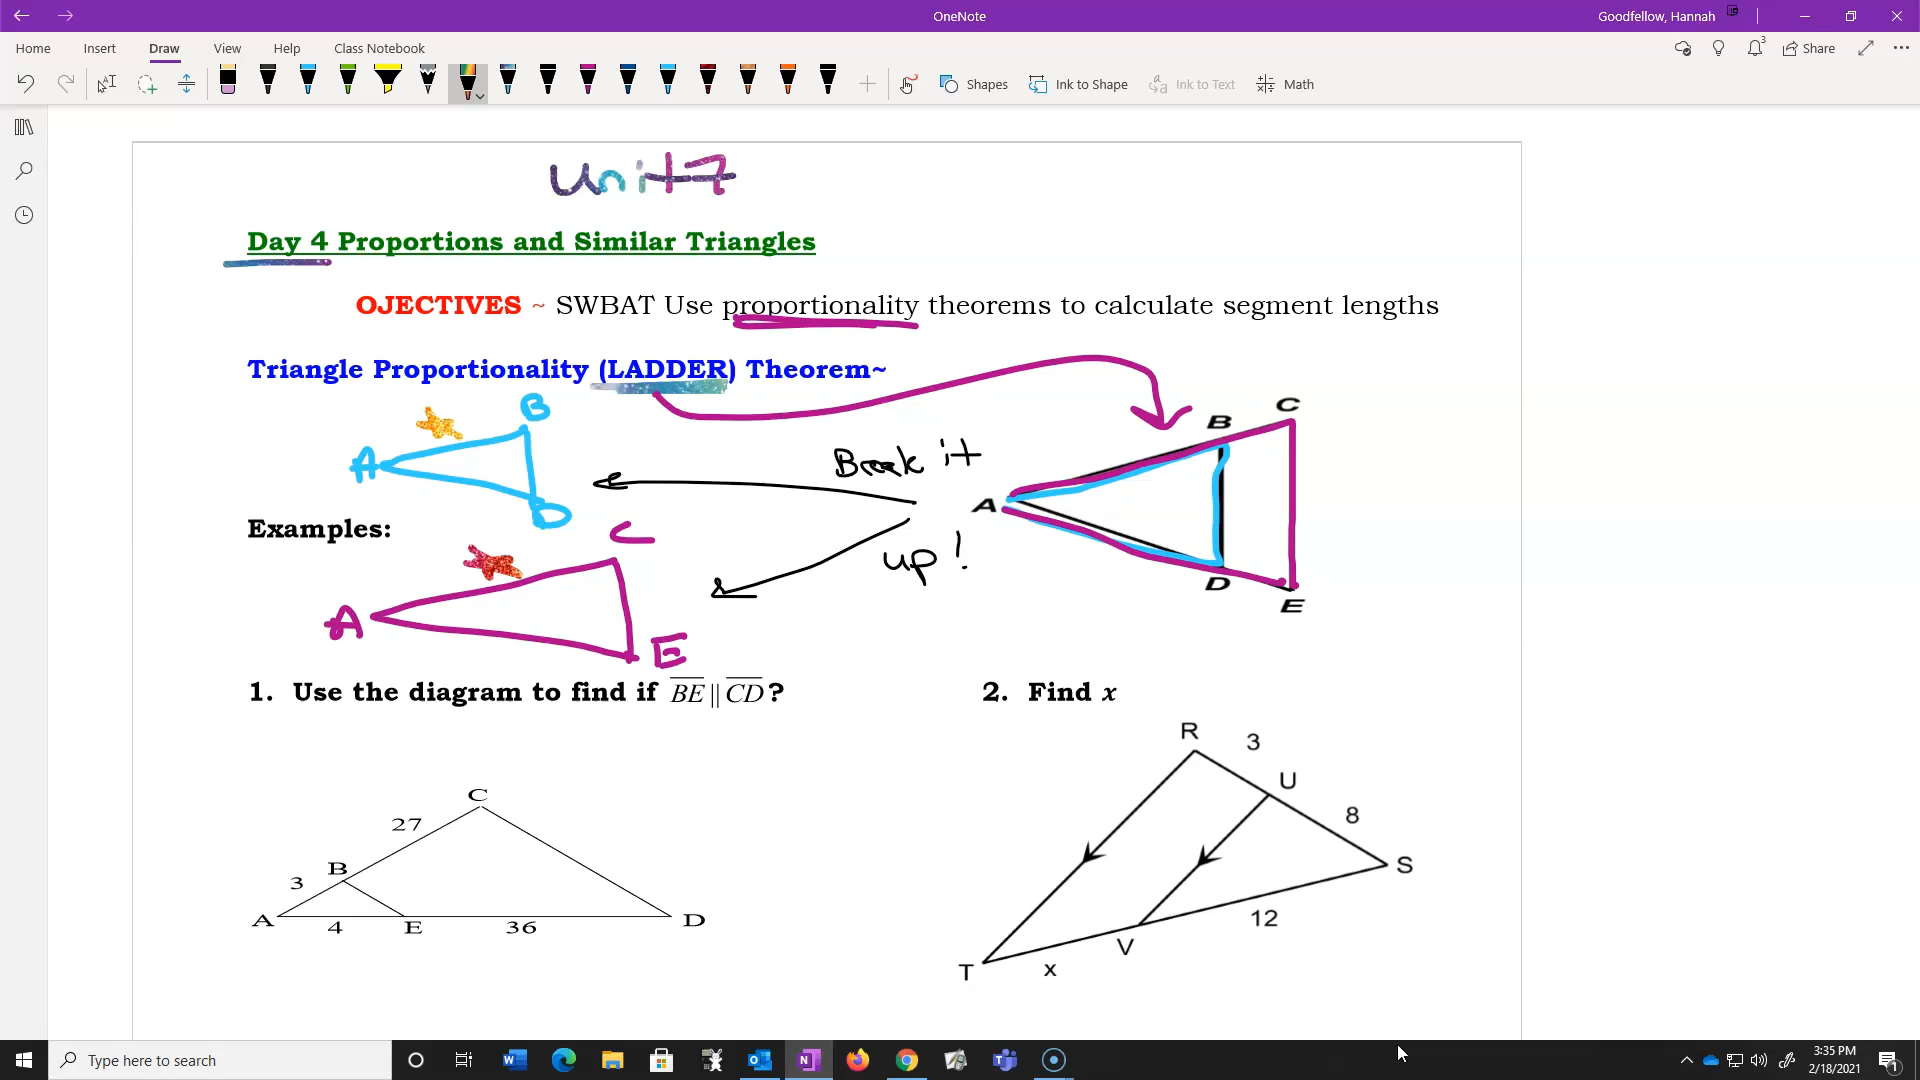 OneNote
Goodfellow, Hannah
Home Insert Draw View Help Class Notebook
3 Share
Shapes Ink to Shape Ink to Text Math
Unit 7
Day 4 Proportions and Similar Triangles
OJECTIVES ~ SWBAT Use proportionality theorems to calculate segment lengths
Triangle Proportionality (LADDER) Theorem~
A B D
Break it
up!
A B C D E
Examples:
A C E
1. Use the diagram to find if BE || CD ?
2. Find x
C
27
B
3
A 4 E 36 D
R 3
U
8
S
12
V
T x
Type here to search
3:35 PM
2/18/2021
1